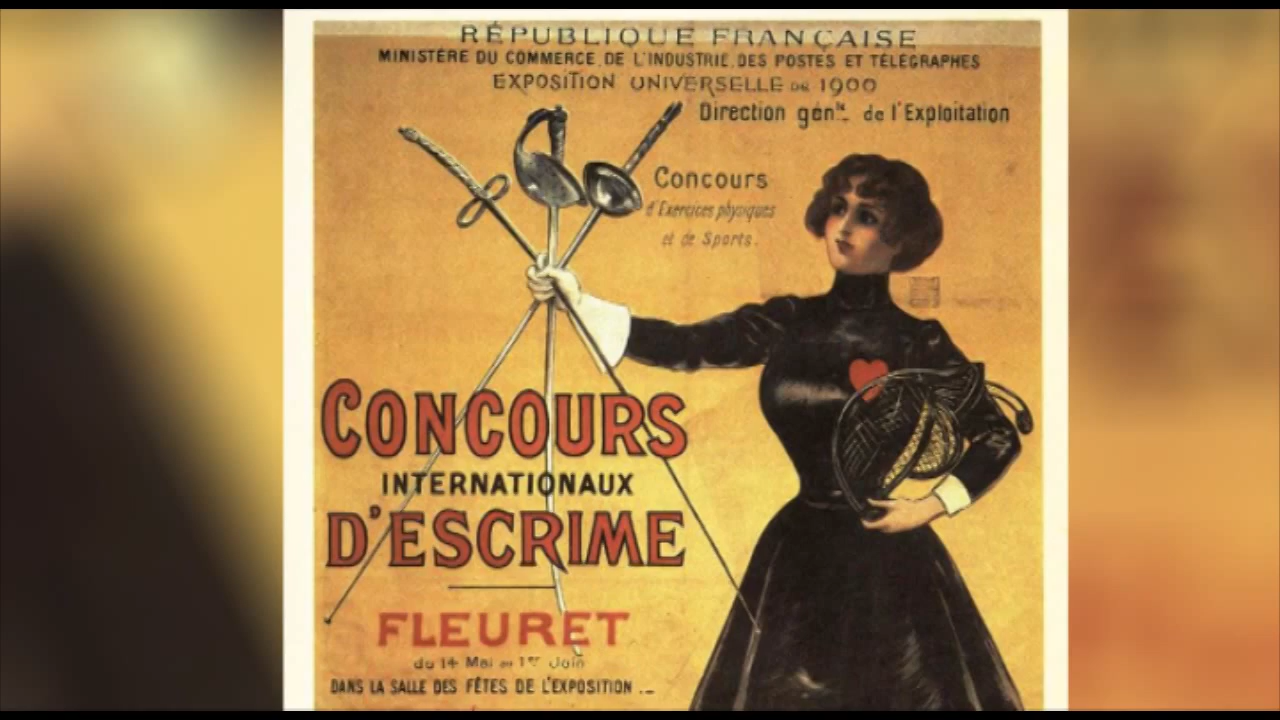 RÉPUBLIQUE FRANÇAISE
MINISTÈRE DU COMMERCE, DE L'INDUSTRIE, DES POSTES ET TÉLÉGRAPHES
EXPOSITION UNIVERSELLE DE 1900
Direction génle de l'Exploitation
Concours
d'Exercices physiques
et de Sports.
CONCOURS
INTERNATIONAUX
D'ESCRIME
FLEURET
du 14 Mai au 1er Juin
DANS LA SALLE DES FÊTES DE L'EXPOSITION._